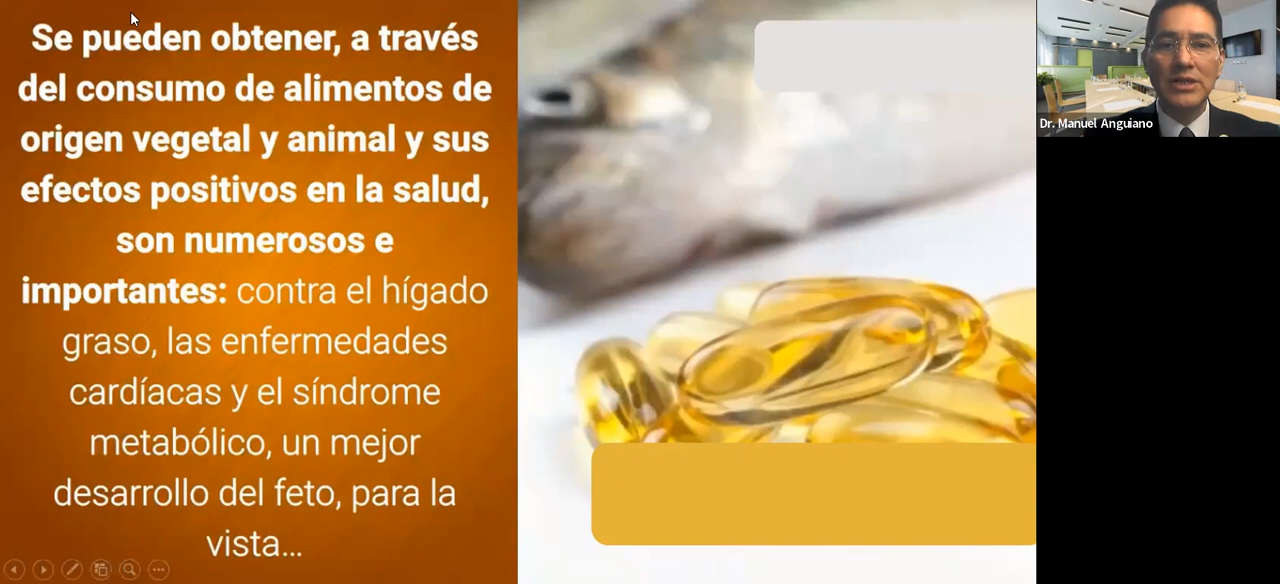 Se pueden obtener, a través
del consumo de alimentos de
origen vegetal y animal y sus
efectos positivos en la salud,
son numerosos e
importantes: contra el hígado
graso, las enfermedades
cardíacas y el síndrome
metabólico, un mejor
desarrollo del feto, para la
vista...
Dr. Manuel Anguiano